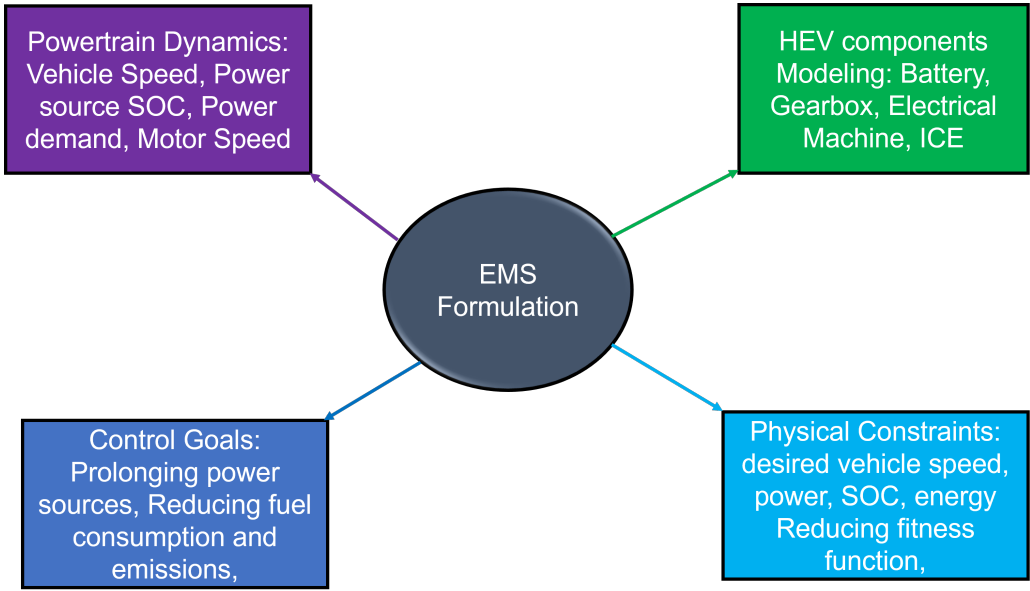 Powertrain Dynamics:
Vehicle Speed, Power
source SOC, Power
demand, Motor Speed
HEV components
Modeling: Battery,
Gearbox, Electrical
Machine, ICE
EMS
Formulation
Control Goals:
Prolonging power
sources, Reducing fuel
consumption and
emissions,
Physical Constraints:
desired vehicle speed,
power, SOC, energy
Reducing fitness
function,